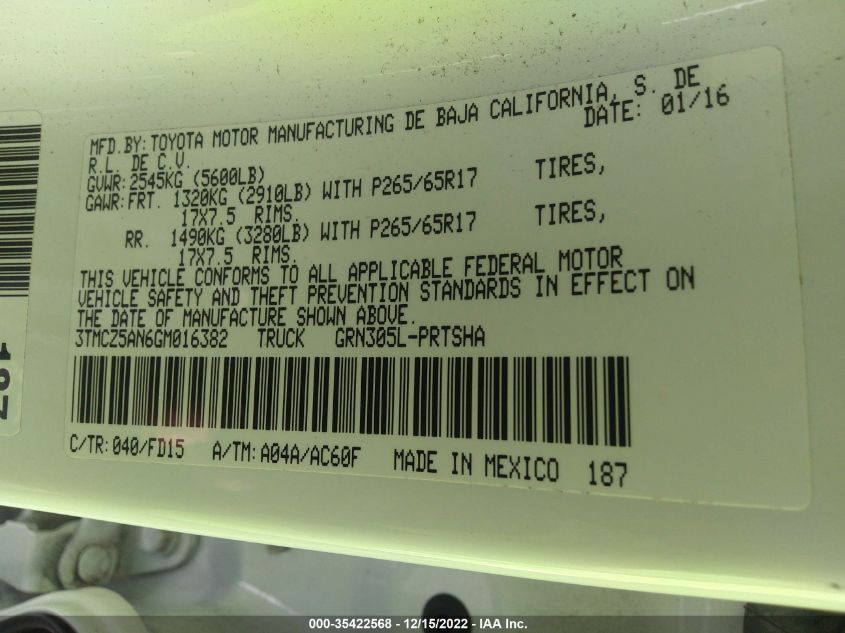 MFD.BY: TOYOTA MOTOR MANUFACTURING DE BAJA CALIFORNIA, S. DE
R.L. DE C.V. DATE: 01/16
GVWR: 2545KG (5600LB)
GAWR: FRT. 1320KG (2910LB) WITH P265/65R17 TIRES,
17X7.5 RIMS.
RR. 1490KG (3280LB) WITH P265/65R17 TIRES,
17X7.5 RIMS.
THIS VEHICLE CONFORMS TO ALL APPLICABLE FEDERAL MOTOR
VEHICLE SAFETY AND THEFT PREVENTION STANDARDS IN EFFECT ON
THE DATE OF MANUFACTURE SHOWN ABOVE.
3TMCZ5AN6GM016382 TRUCK GRN305L-PRTSHA
C/TR: 040/FD15 A/TM: A04A/AC60F MADE IN MEXICO 187
000-35422568 - 12/15/2022 - IAA Inc.